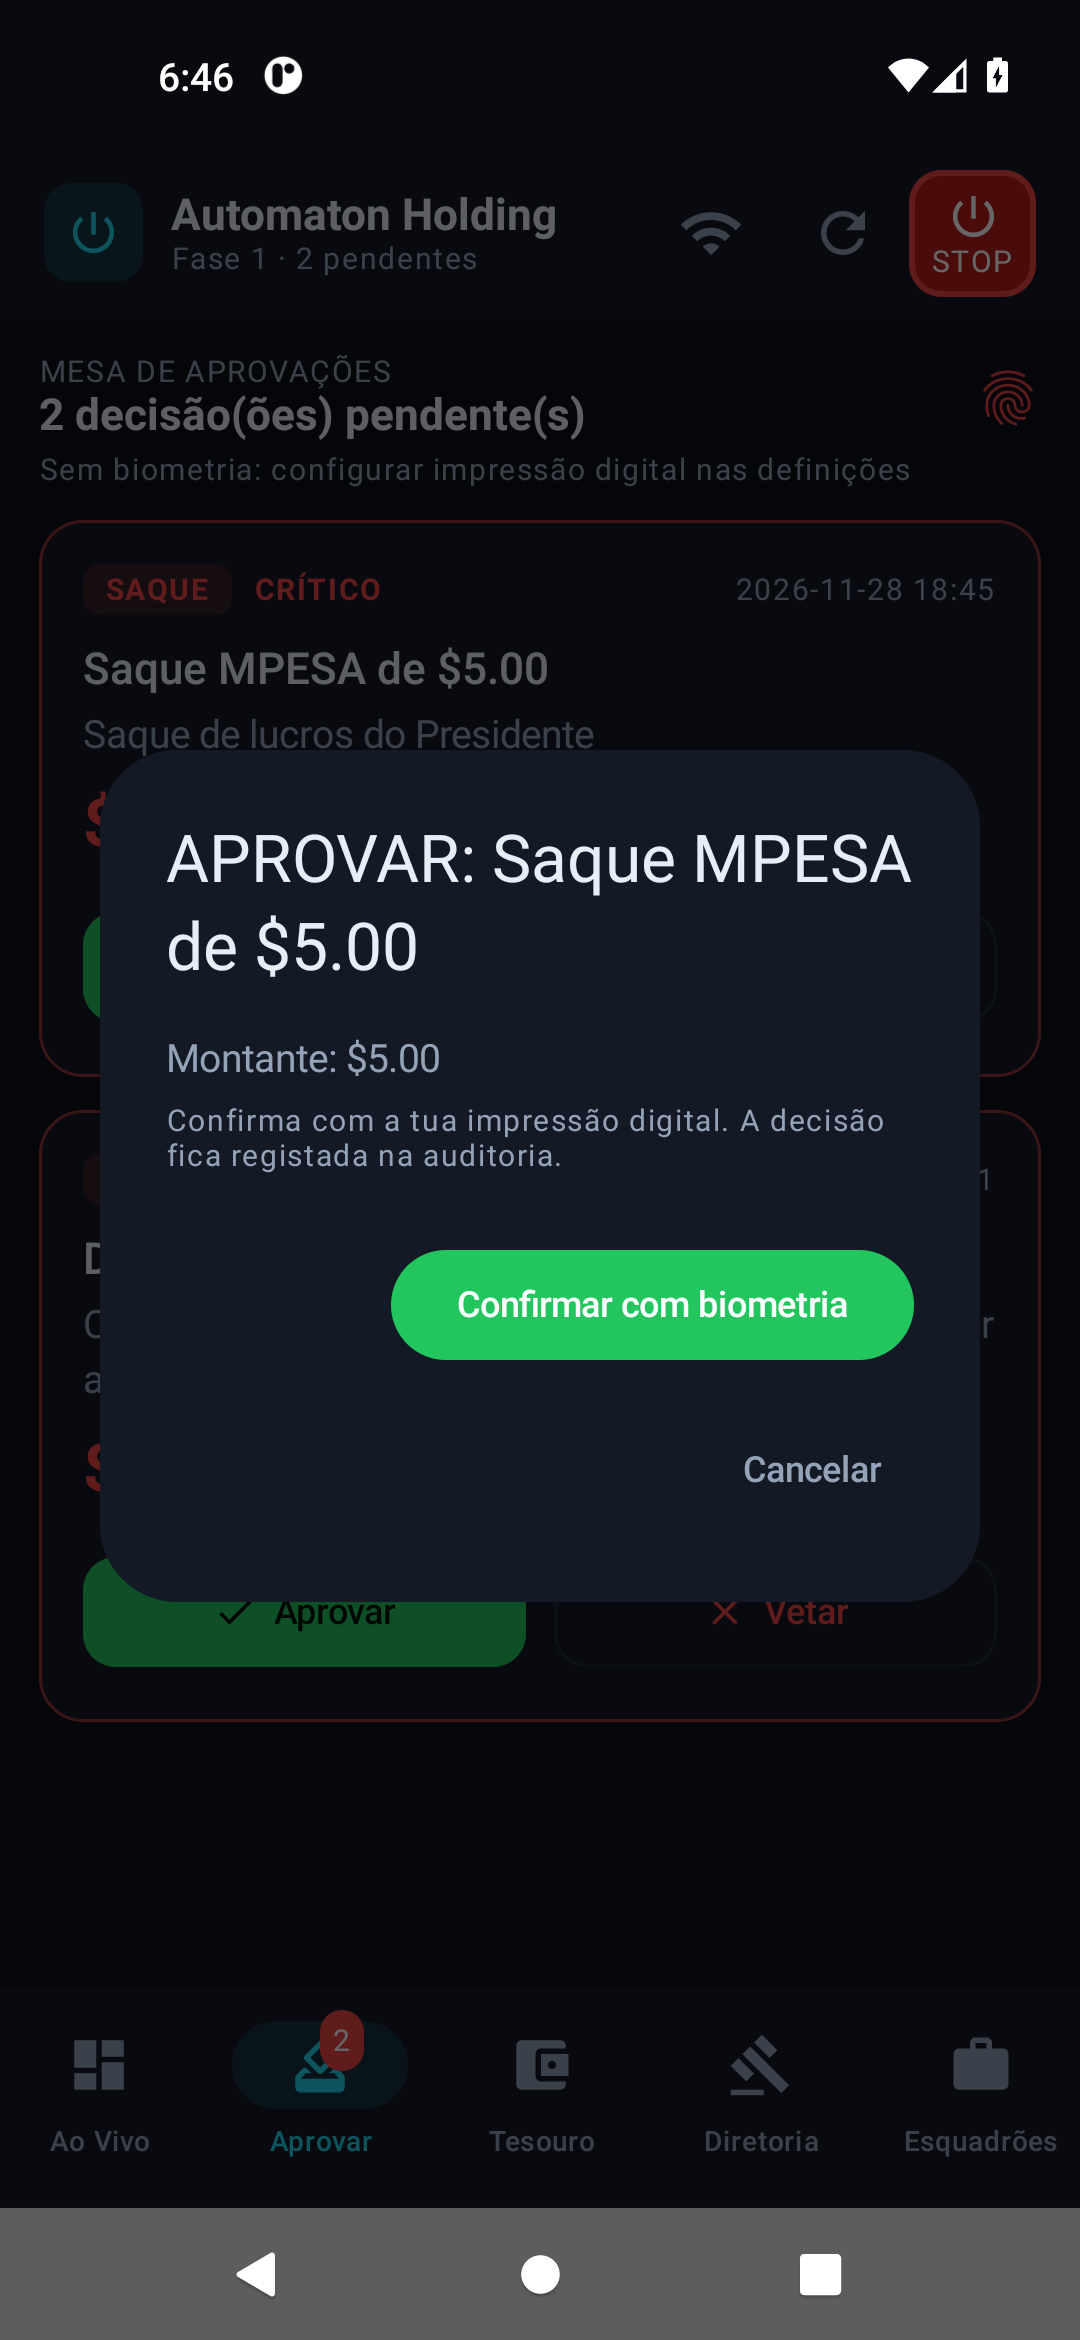 6:46
Automaton Holding
Fase 1 · 2 pendentes
STOP
MESA DE APROVAÇÕES
2 decisão(ões) pendente(s)
Sem biometria: configurar impressão digital nas definições
SAQUE CRÍTICO 2026-11-28 18:45
Saque MPESA de $5.00
Saque de lucros do Presidente
APROVAR: Saque MPESA
de $5.00
Montante: $5.00
Confirma com a tua impressão digital. A decisão
fica registada na auditoria.
Confirmar com biometria
Cancelar
Aprovar Vetar
2
Ao Vivo Aprovar Tesouro Diretoria Esquadrões